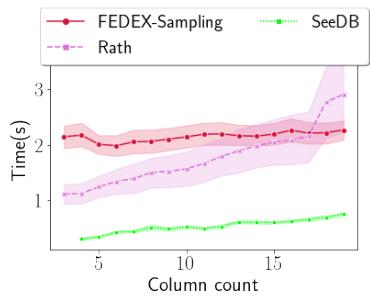 FEDEX-Sampling
SeeDB
Rath
3
2
1
Time(s)
5
10
15
Column count